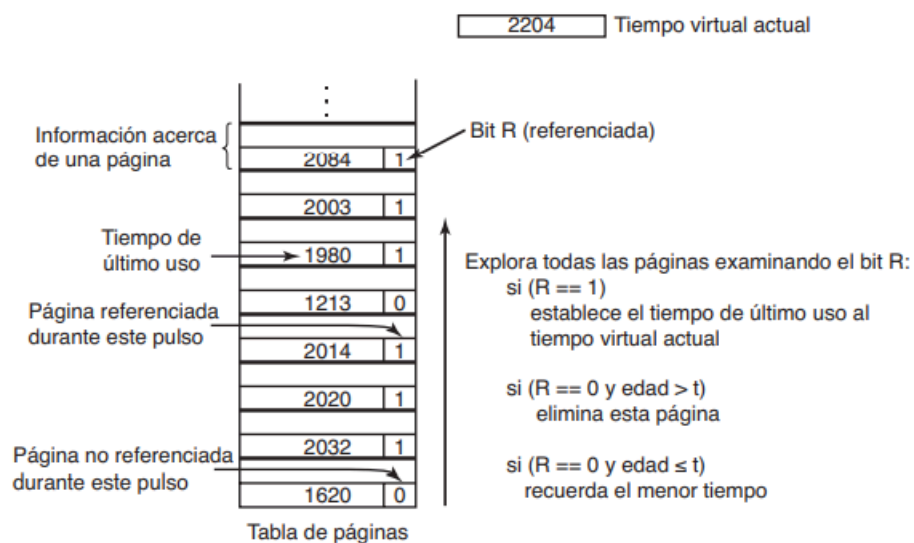 2204 Tiempo virtual actual
Información acerca
de una página
Bit R (referenciada)
2084 1
2003 1
Tiempo de
último uso
1980 1
1213 0
Página referenciada
durante este pulso
2014 1
2020 1
2032 1
Página no referenciada
durante este pulso
1620 0
Tabla de páginas
Explora todas las páginas examinando el bit R:
si (R == 1)
establece el tiempo de último uso al
tiempo virtual actual
si (R == 0 y edad > t)
elimina esta página
si (R == 0 y edad ≤ t)
recuerda el menor tiempo